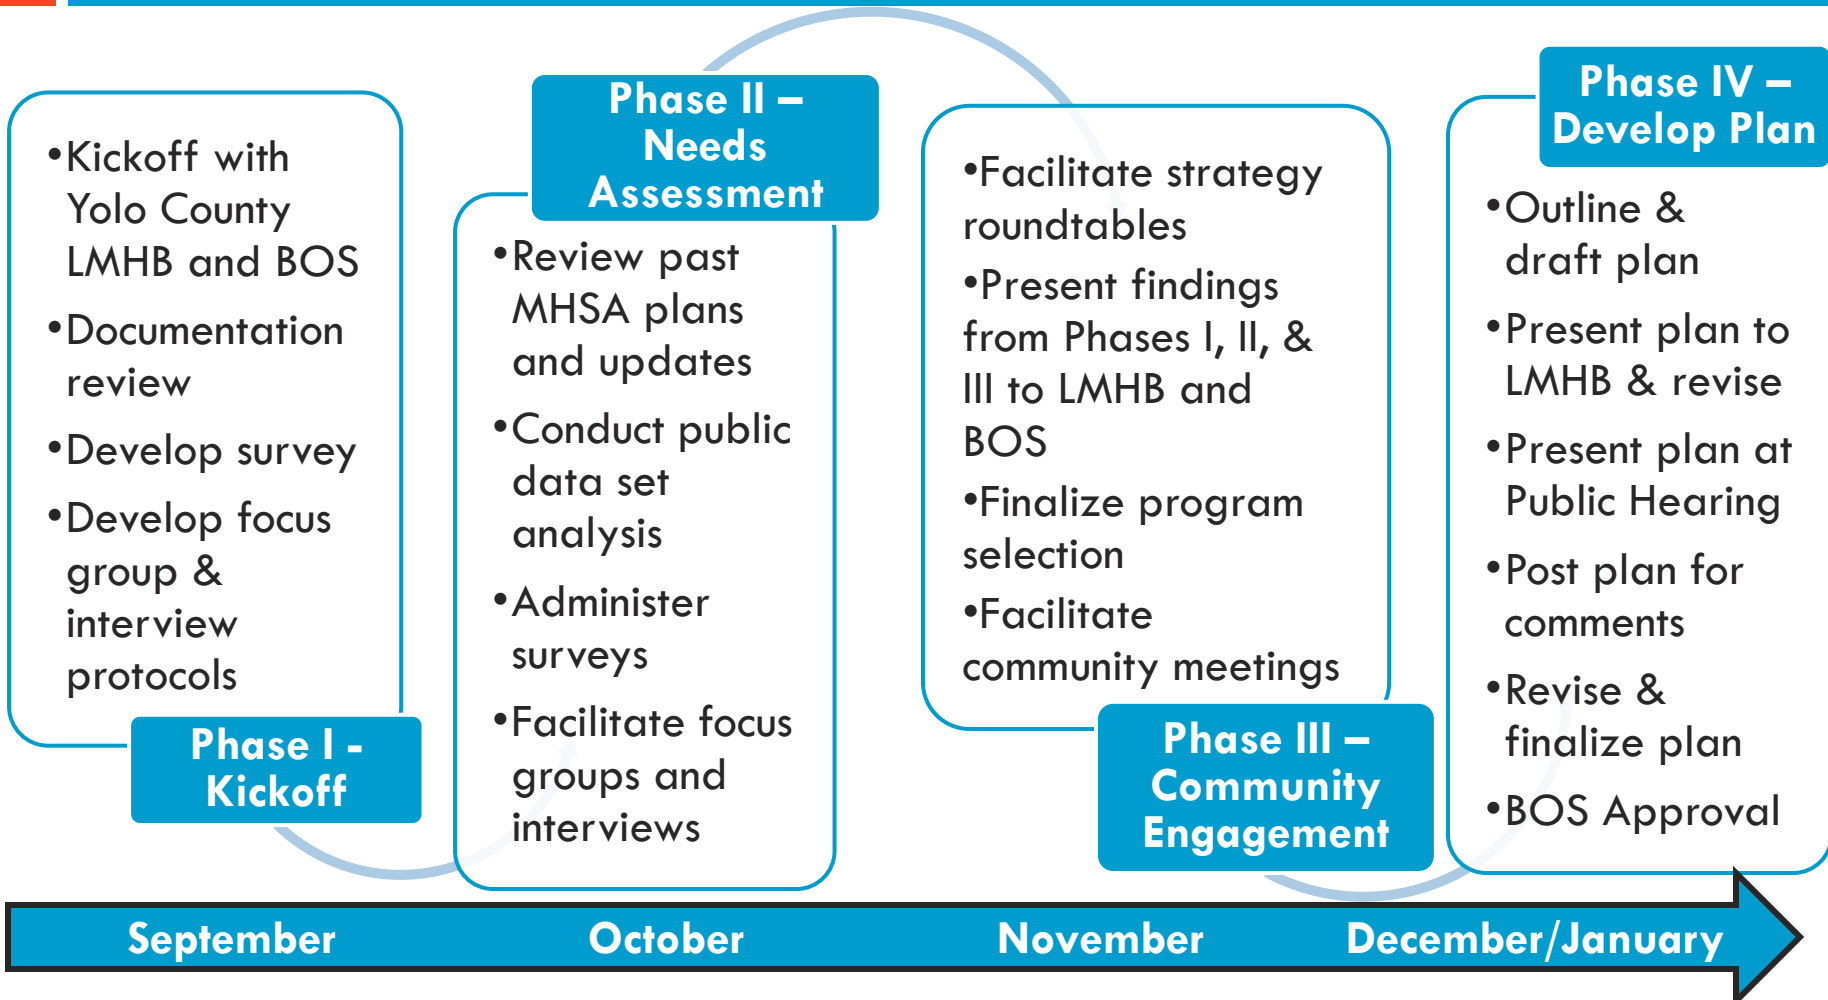 •Kickoff with
Yolo County
LMHB and BOS
•Documentation
review
•Develop survey
•Develop focus
group &
interview
protocols
Phase I -
Kickoff
Phase II –
Needs
Assessment
•Review past
MHSA plans
and updates
•Conduct public
data set
analysis
•Administer
surveys
•Facilitate focus
groups and
interviews
•Facilitate strategy
roundtables
•Present findings
from Phases I, II, &
III to LMHB and
BOS
•Finalize program
selection
•Facilitate
community meetings
Phase III –
Community
Engagement
Phase IV –
Develop Plan
•Outline &
draft plan
•Present plan to
LMHB & revise
•Present plan at
Public Hearing
•Post plan for
comments
•Revise &
finalize plan
•BOS Approval
September
October
November
December/January